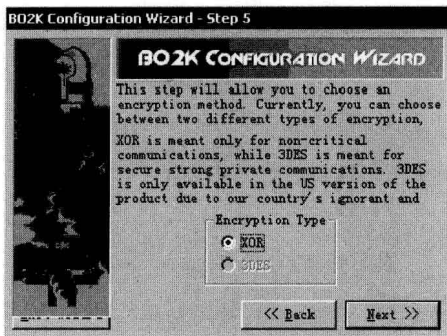 BO2K Configuration Wizard - Step 5
BO2K CONFIGURATION WIZARD
This step will allow you to choose an
encryption method. Currently, you can choose
between two different types of encryption,
XOR is meant only for non-critical
communications, while 3DES is meant for
secure strong private communications. 3DES
is only available in the US version of the
product due to our country's ignorant and
Encryption Type
XOR
3DES
<< Back
Next >>